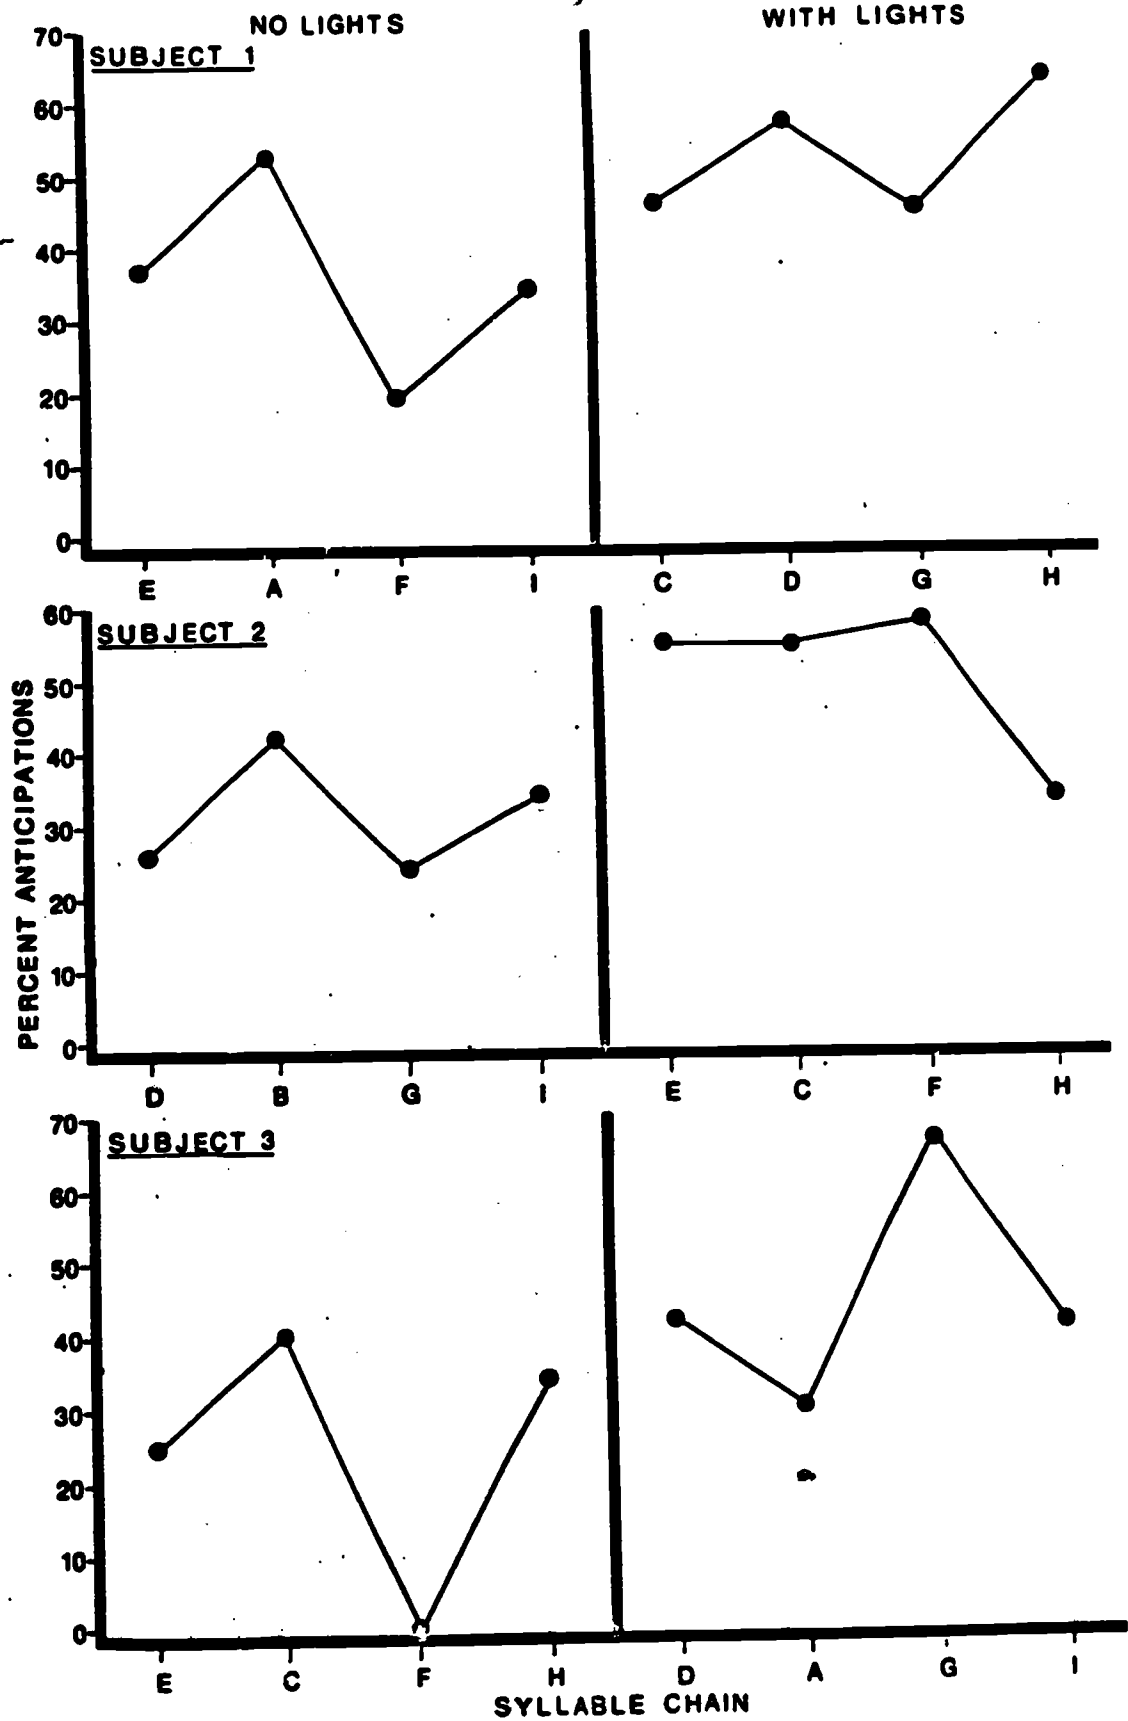 NO LIGHTS WITH LIGHTS
SUBJECT 1
70
60
50
40
30
20
10
0
E A F I C D G H
SUBJECT 2
60
50
40
30
20
10
0
D B G I E C F H
SUBJECT 3
70
60
50
40
30
20
10
0
E C F H D A G I
PERCENT ANTICIPATIONS
SYLLABLE CHAIN